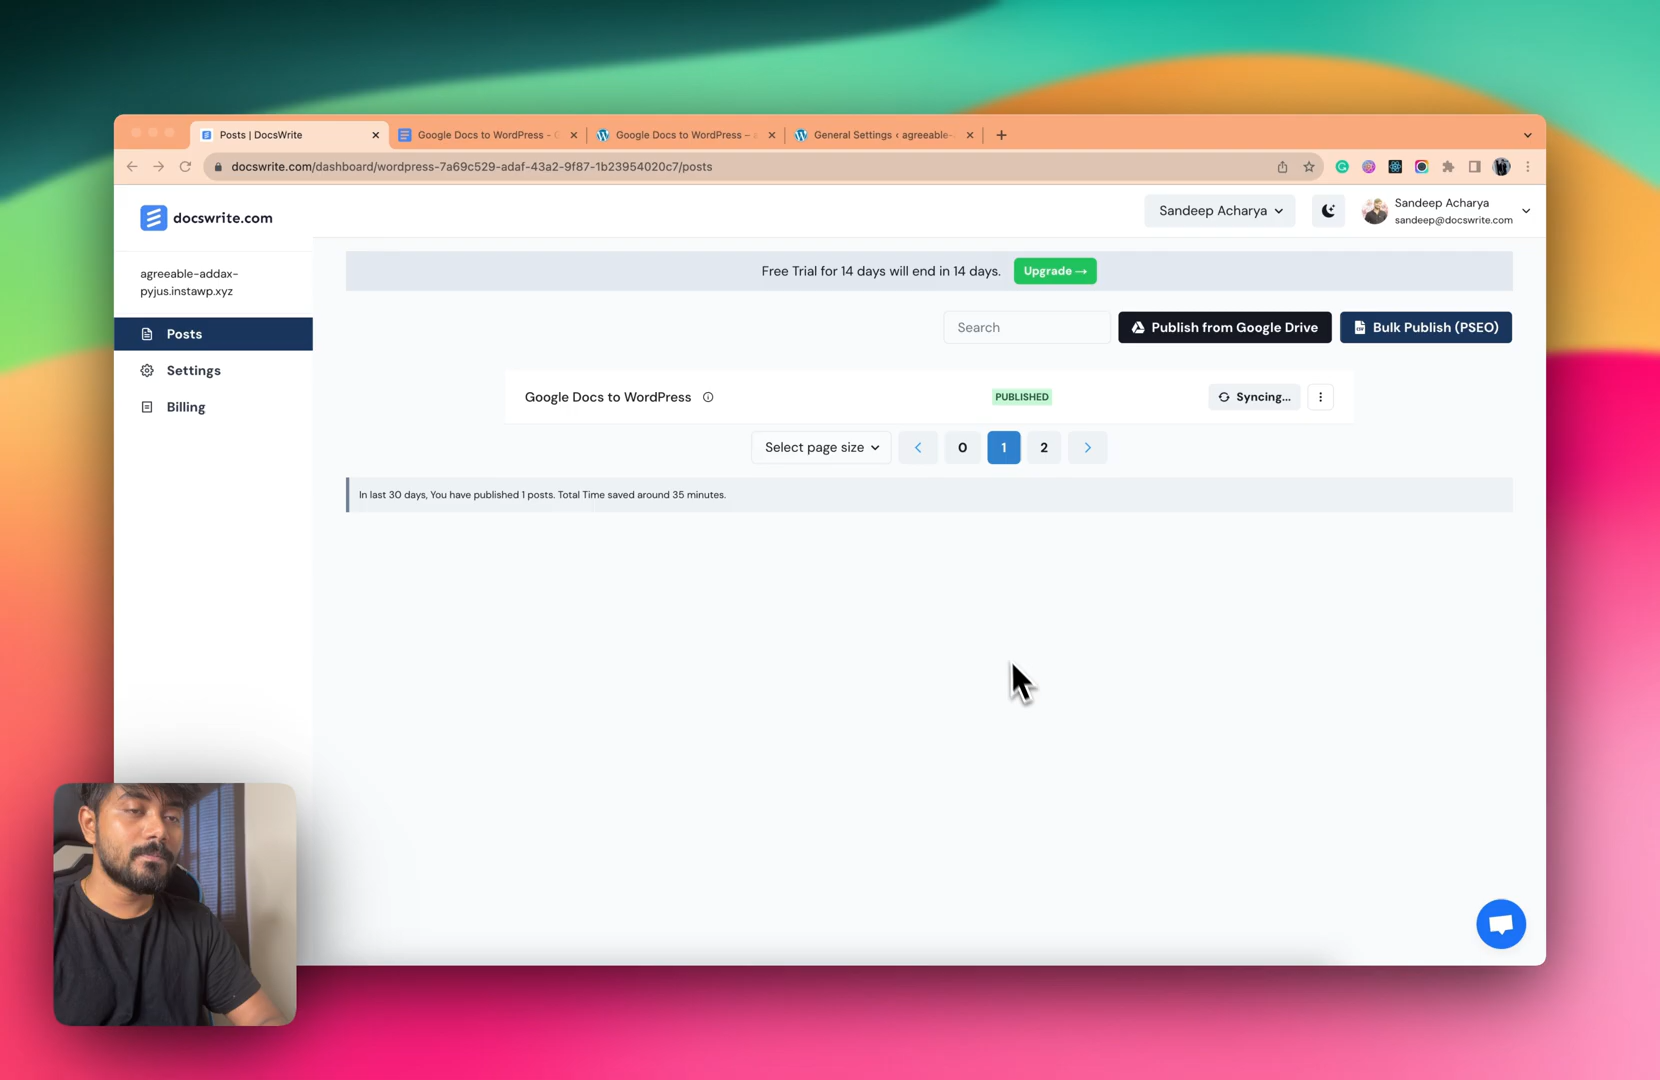 Posts | DocsWrite
Google Docs to WordPress - G
Google Docs to WordPress –
General Settings ‹ agreeable-
docswrite.com/dashboard/wordpress-7a69c529-adaf-43a2-9f87-1b23954020c7/posts
docswrite.com
Sandeep Acharya
Sandeep Acharya
sandeep@docswrite.com
agreeable-addax-
pyjus.instawp.xyz
Free Trial for 14 days will end in 14 days.
Upgrade →
Posts
Settings
Billing
Search
Publish from Google Drive
Bulk Publish (PSEO)
Google Docs to WordPress
PUBLISHED
Syncing...
Select page size
0
1
2
In last 30 days, You have published 1 posts. Total Time saved around 35 minutes.